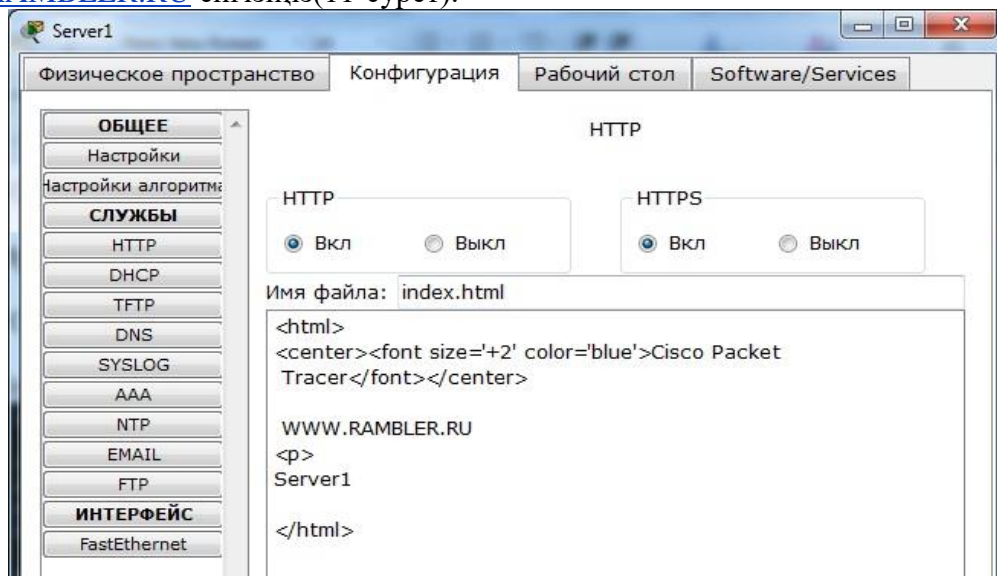 RAMBLER.RU
Server1
Физическое пространство Конфигурация Рабочий стол Software/Services
ОБЩЕЕ
Настройки
Настройки алгоритма
СЛУЖБЫ
HTTP
DHCP
TFTP
DNS
SYSLOG
AAA
NTP
EMAIL
FTP
ИНТЕРФЕЙС
FastEthernet
HTTP
HTTP
Вкл Выкл
HTTPS
Вкл Выкл
Имя файла: index.html
<html>
<center><font size='+2' color='blue'>Cisco Packet
Tracer</font></center>
WWW.RAMBLER.RU
<p>
Server1
</html>